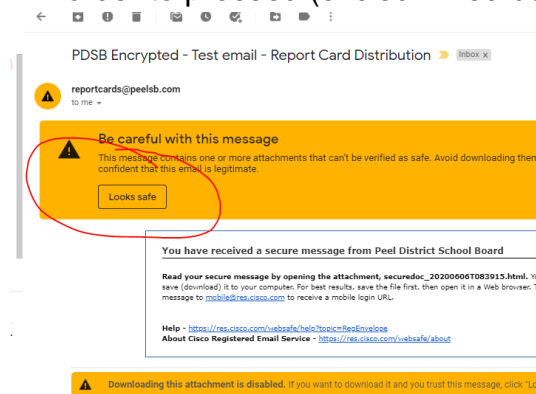 PDSB Encrypted - Test email - Report Card Distribution Inbox x
reportcards@peelsb.com
to me
Be careful with this message
This message contains one or more attachments that can't be verified as safe. Avoid downloading them
confident that this email is legitimate.
Looks safe
You have received a secure message from Peel District School Board
Read your secure message by opening the attachment, securedoc_20200606T083915.html. Y
save (download) it to your computer. For best results, save the file first, then open it in a Web browser. T
message to mobile@res.cisco.com to receive a mobile login URL.
Help - https://res.cisco.com/websafe/help?topic=RegEnvelope
About Cisco Registered Email Service - https://res.cisco.com/websafe/about
Downloading this attachment is disabled. If you want to download it and you trust this message, click "Lo